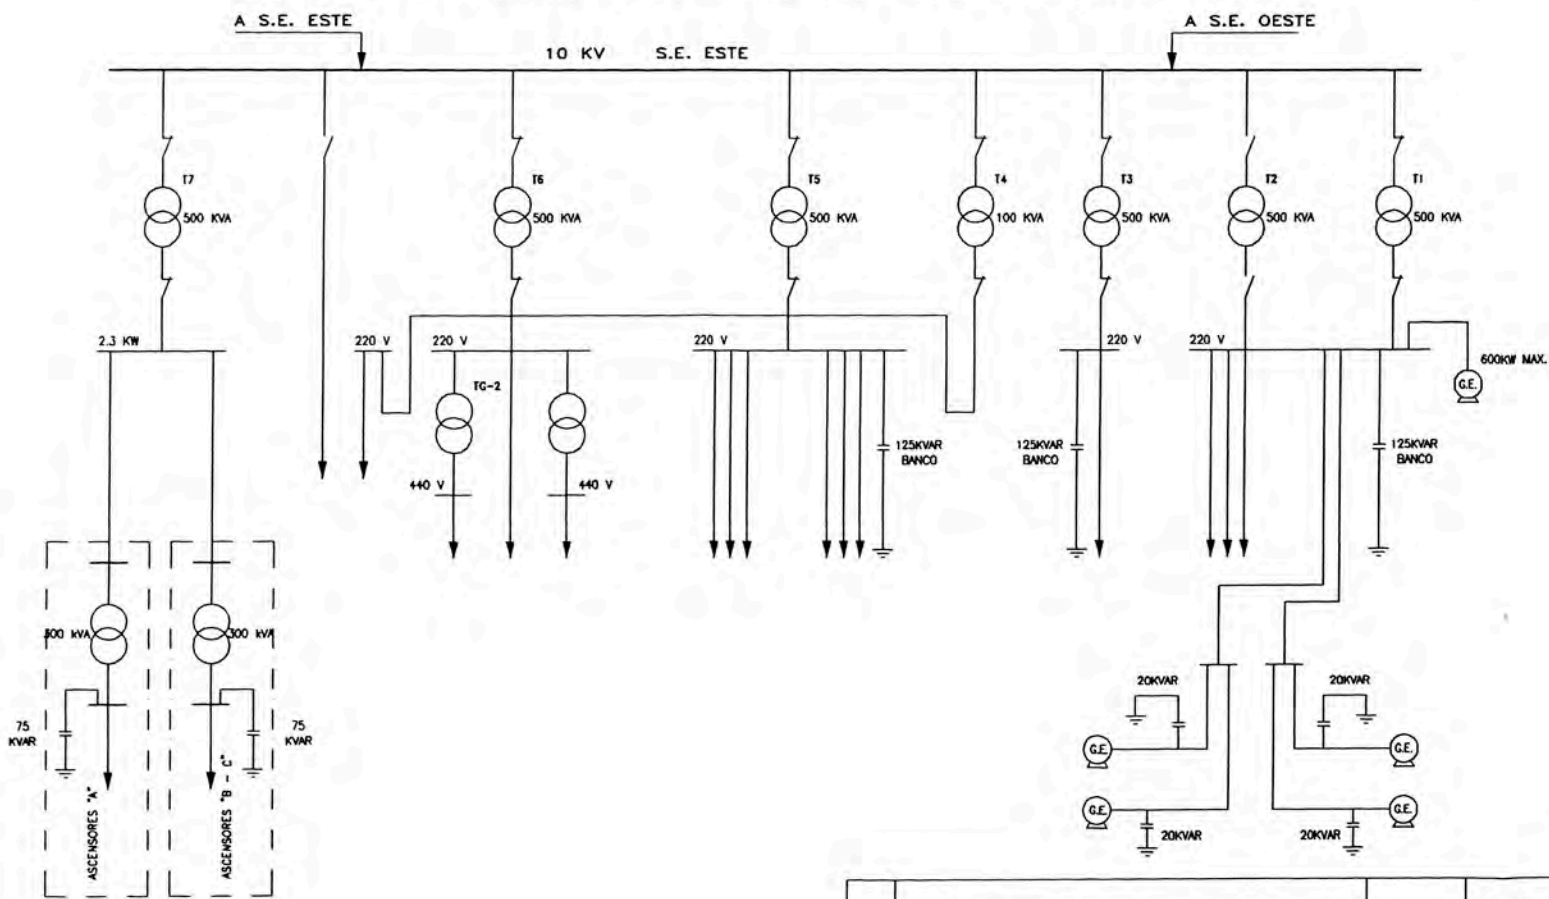 A S.E. ESTE
A S.E. OESTE
10 KV S.E. ESTE
T7
500 KVA
T6
500 KVA
T5
500 KVA
T4
100 KVA
T3
500 KVA
T2
500 KVA
T1
500 KVA
2.3 KW
220 V
220 V
220 V
220 V
220 V
600KW MAX.
G.E.
TG-2
125KVAR
BANCO
125KVAR
BANCO
125KVAR
BANCO
440 V
440 V
300 kVA
75
KVAR
75
KVAR
ASCENSORES "A"
ASCENSORES "B - C"
20KVAR
20KVAR
G.E.
G.E.
G.E.
G.E.
20KVAR
20KVAR